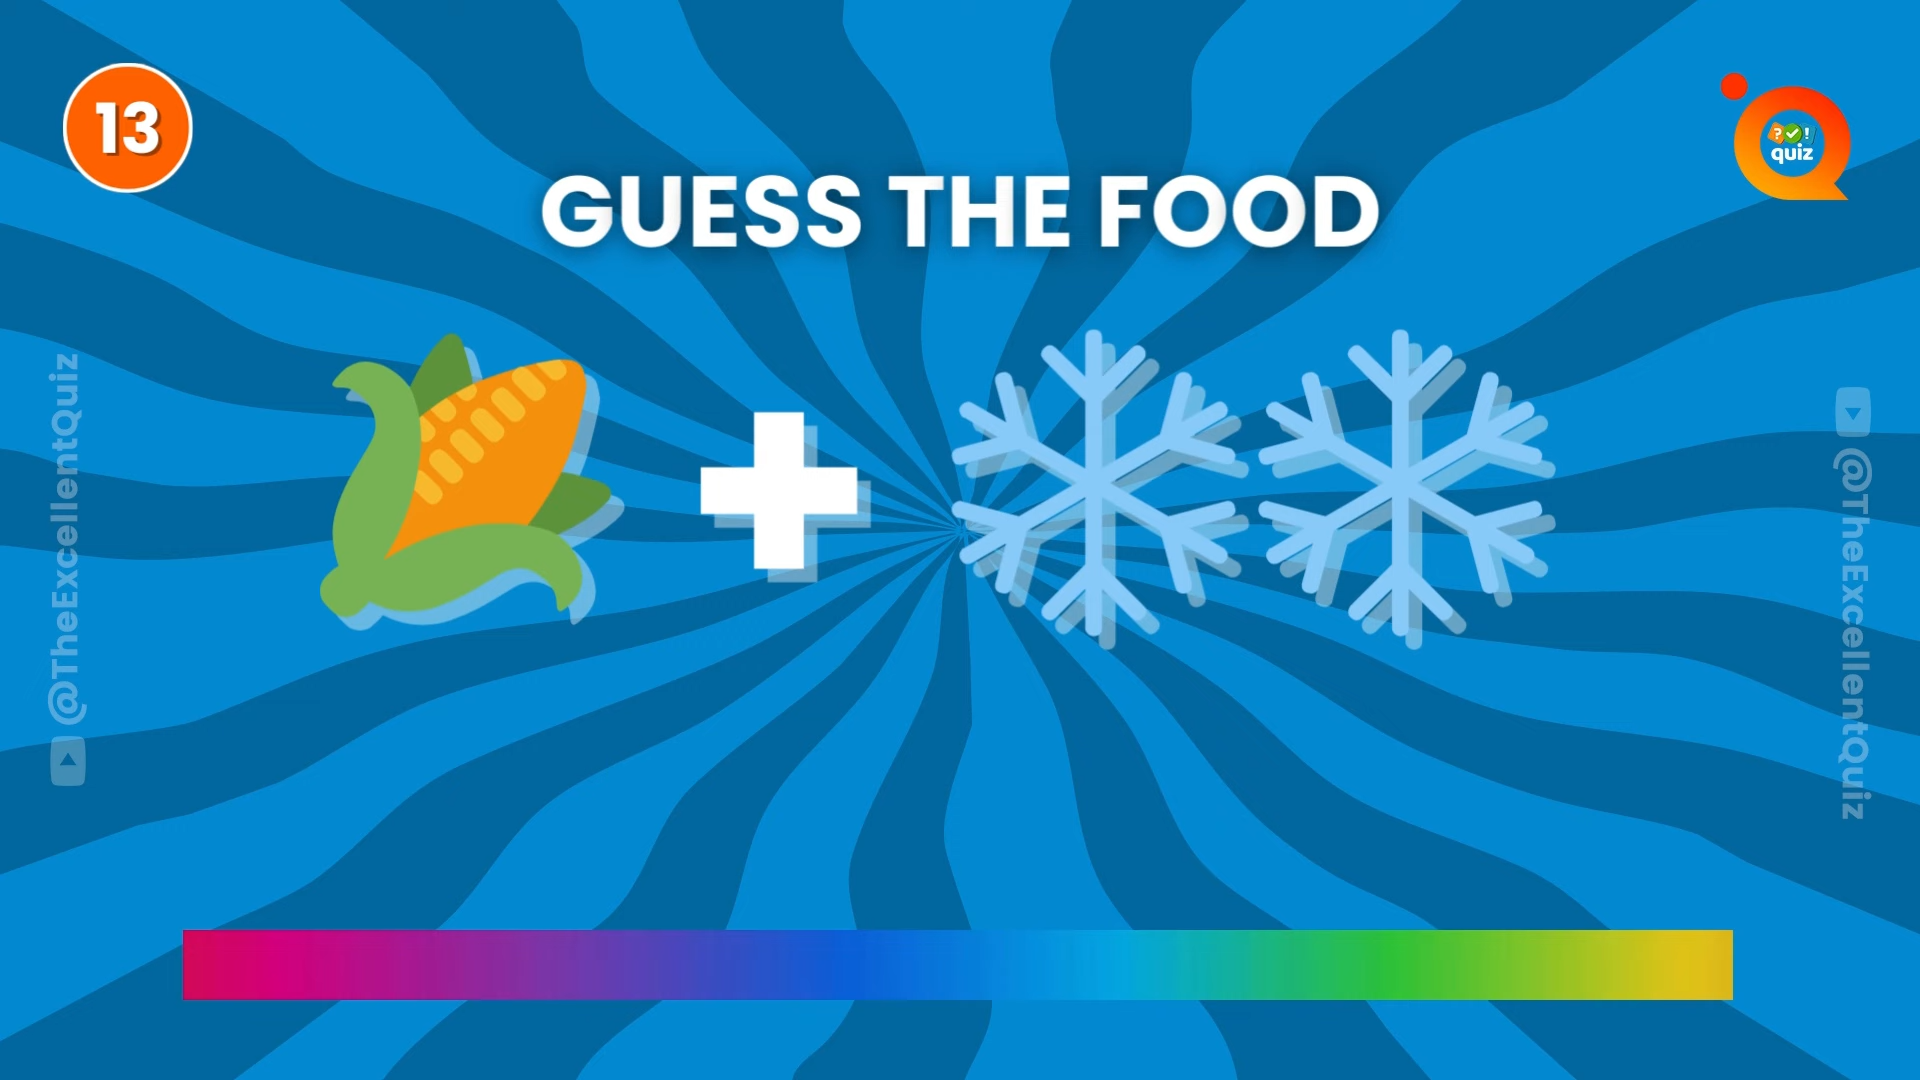 13
GUESS THE FOOD
? !
quiz
@TheExcellentQuiz
@TheExcellentQuiz